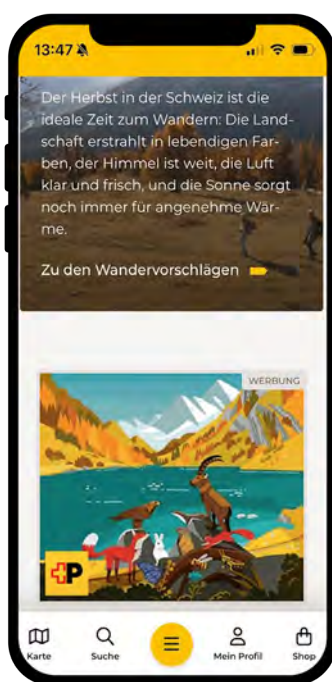 13:47
Der Herbst in der Schweiz ist die
ideale Zeit zum Wandern: Die Land-
schaft erstrahlt in lebendigen Far-
ben, der Himmel ist weit, die Luft
klar und frisch, und die Sonne sorgt
noch immer für angenehme Wär-
me.
Zu den Wandervorschlägen
WERBUNG
P
Karte
Suche
Mein Profil
Shop